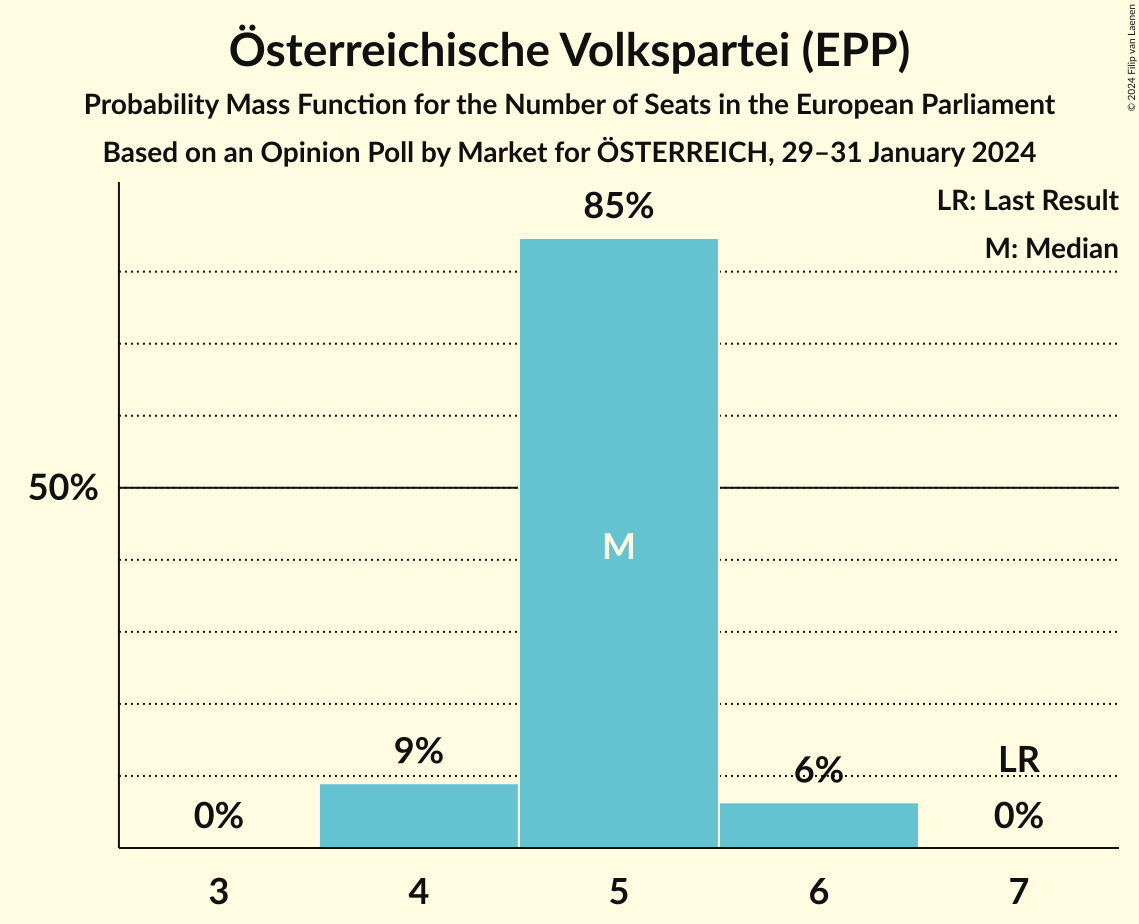 Österreichische Volkspartei (EPP)
Probability Mass Function for the Number of Seats in the European Parliament
Based on an Opinion Poll by Market for ÖSTERREICH, 29–31 January 2024
© 2024 Filip van Laenen
LR: Last Result
M: Median
85%
50%
M
9%
6%
LR
0%
0%
3 4 5 6 7